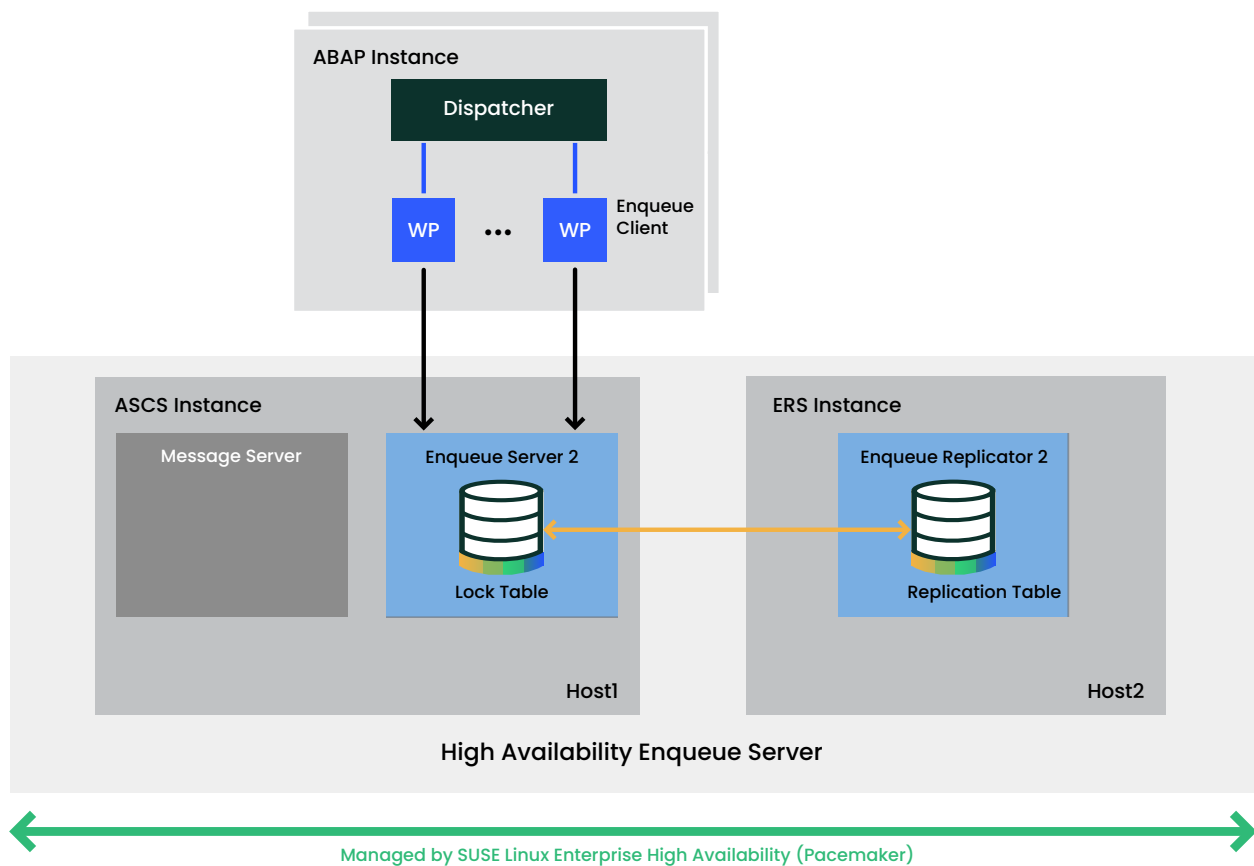 ABAP Instance
Dispatcher
WP
...
WP
Enqueue
Client
ASCS Instance
Message Server
Enqueue Server 2
Lock Table
Host1
ERS Instance
Enqueue Replicator 2
Replication Table
Host2
High Availability Enqueue Server
Managed by SUSE Linux Enterprise High Availability (Pacemaker)